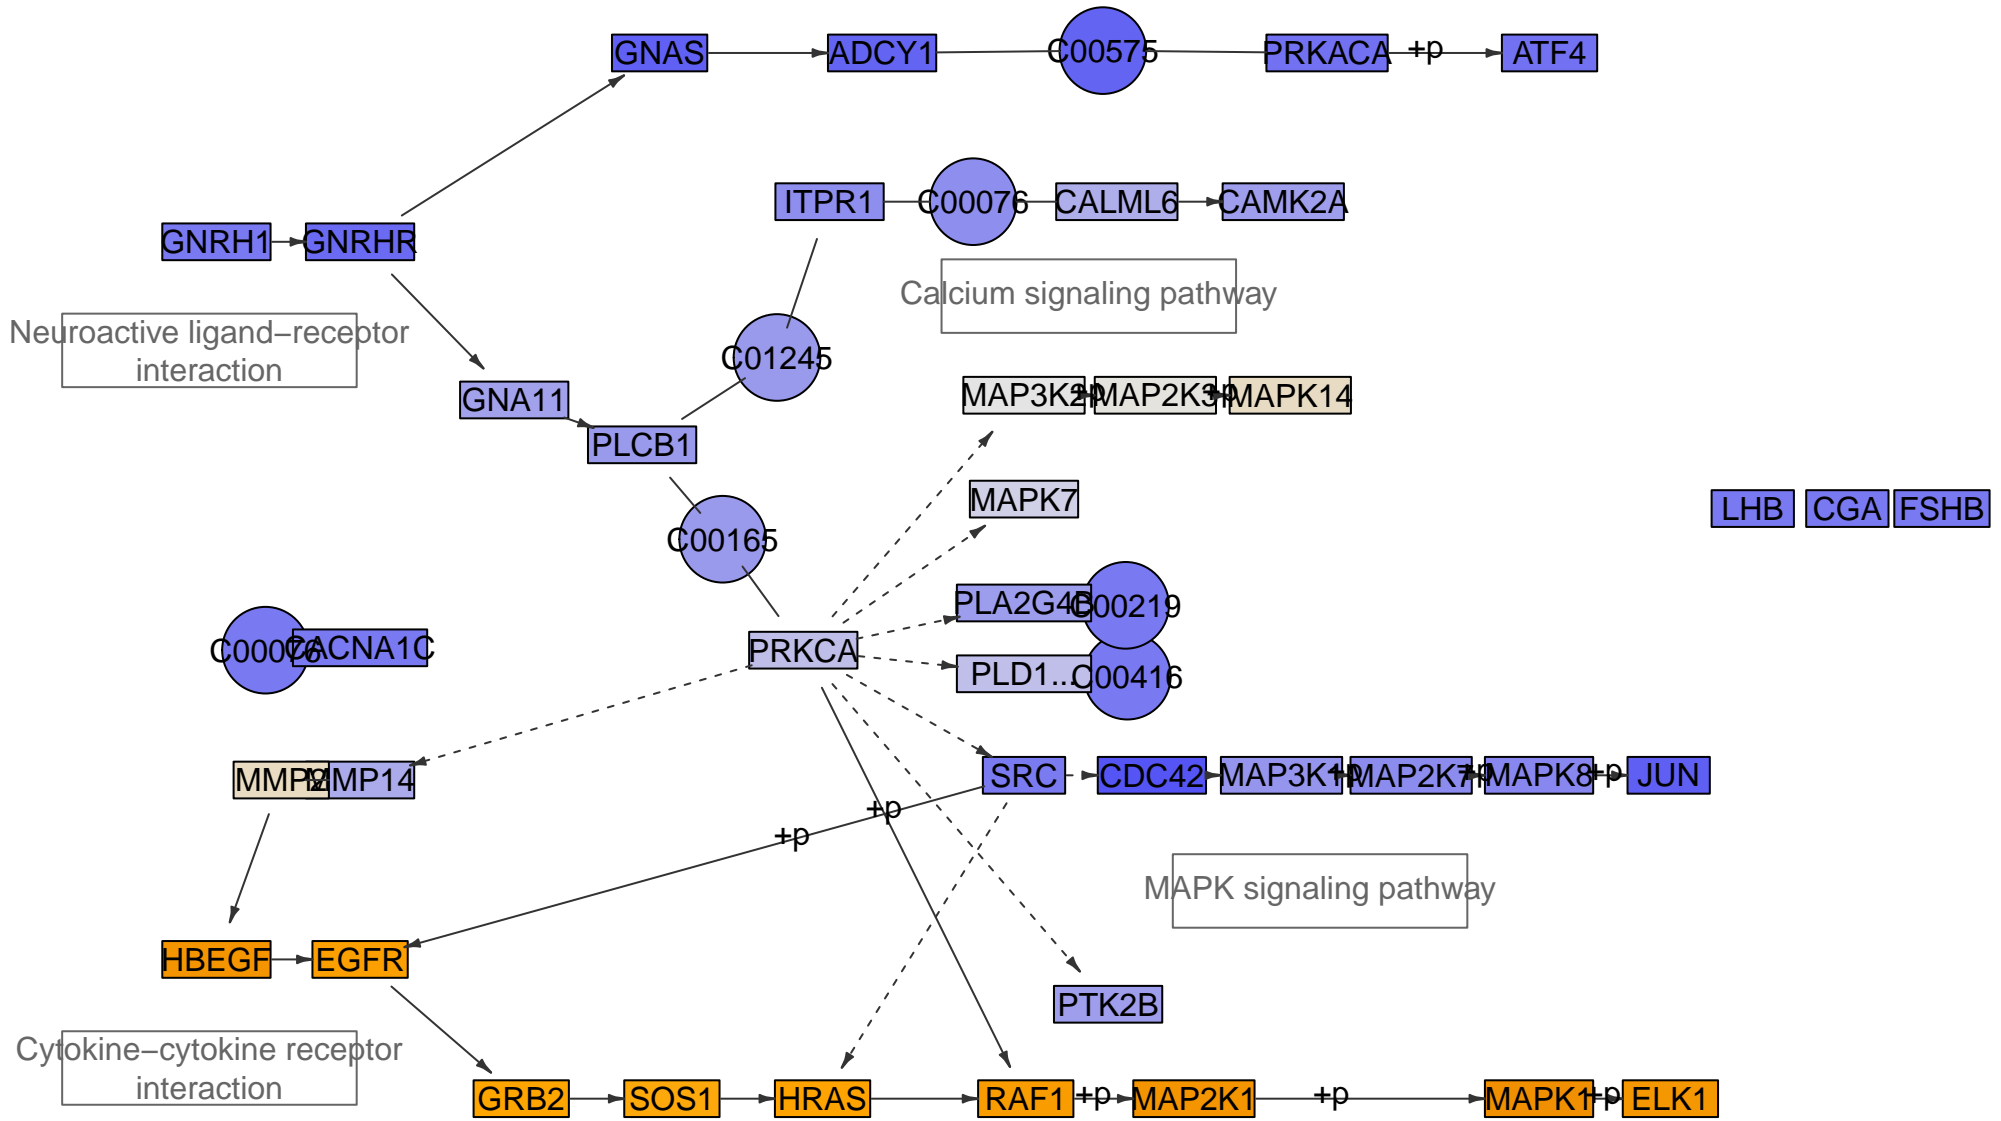 GNAS
ADCY1
C00575
PRKACA
+p
ATF4
ITPR1
C00076
CALML6
CAMK2A
GNRH1
GNRHR
Calcium signaling pathway
Neuroactive ligand−receptor
interaction
C01245
GNA11
PLCB1
MAP3K2
+p
MAP2K3
+p
MAPK14
MAPK7
LHB
CGA
FSHB
C00165
PLA2G4B
C00219
C00076
CACNA1C
PRKCA
PLD1...
C00416
MMP2
MMP14
SRC
CDC42
MAP3K1
+p
MAP2K7
+p
MAPK8
+p
JUN
+p
+p
MAPK signaling pathway
HBEGF
EGFR
PTK2B
Cytokine−cytokine receptor
interaction
GRB2
SOS1
HRAS
RAF1
+p
MAP2K1
+p
MAPK1
+p
ELK1